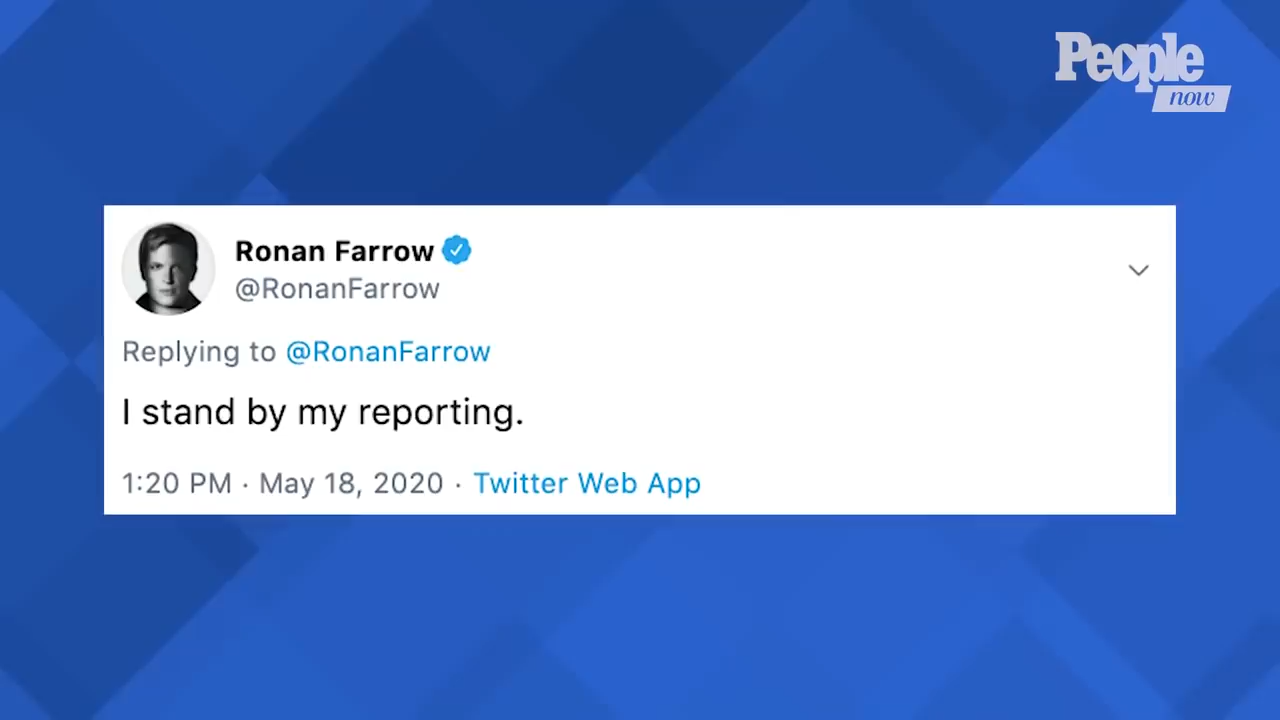 People
now
Ronan Farrow
@RonanFarrow
Replying to @RonanFarrow
I stand by my reporting.
1:20 PM · May 18, 2020 · Twitter Web App